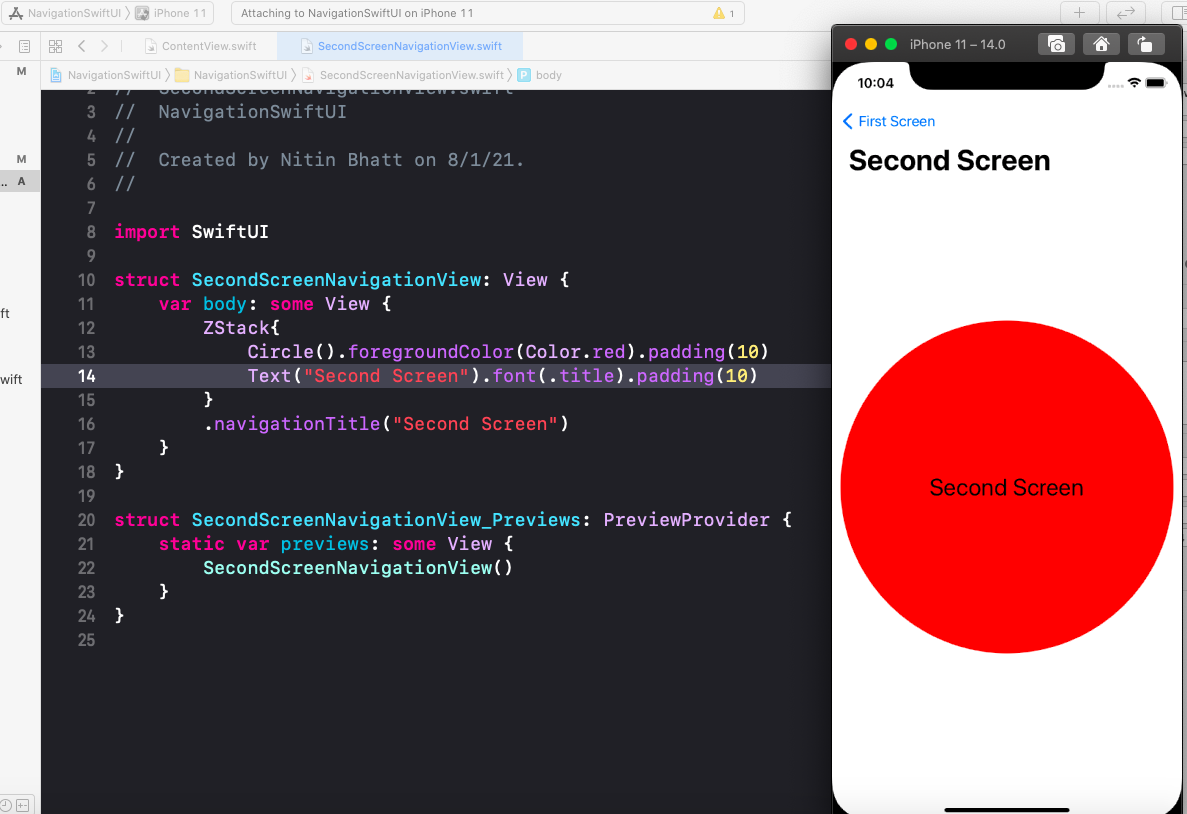 NavigationSwiftUI 〉 iPhone 11
Attaching to NavigationSwiftUI on iPhone 11
1
ContentView.swift
SecondScreenNavigationView.swift
NavigationSwiftUI 〉 NavigationSwiftUI 〉 SecondScreenNavigationView.swift 〉 P body
M
M
.. A
ft
wift
2 // SecondScreenNavigationView.swift
3 // NavigationSwiftUI
4 //
5 // Created by Nitin Bhatt on 8/1/21.
6 //
7
8 import SwiftUI
9
10 struct SecondScreenNavigationView: View {
11 var body: some View {
12 ZStack{
13 Circle().foregroundColor(Color.red).padding(10)
14 Text("Second Screen").font(.title).padding(10)
15 }
16 .navigationTitle("Second Screen")
17 }
18 }
19
20 struct SecondScreenNavigationView_Previews: PreviewProvider {
21 static var previews: some View {
22 SecondScreenNavigationView()
23 }
24 }
25
iPhone 11 – 14.0
10:04
First Screen
Second Screen
Second Screen